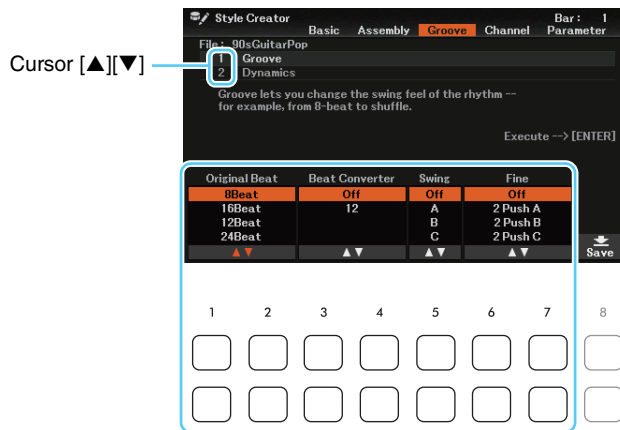 Style Creator
Bar: 1
Basic Assembly Groove Channel Parameter
File: 90sGuitarPop
Cursor [▲][▼]
1 Groove
2 Dynamics
Groove lets you change the swing feel of the rhythm --
for example, from 8-beat to shuffle.
Execute --> [ENTER]
Original Beat Beat Converter Swing Fine
8Beat Off Off Off
16Beat 12 A 2 Push A
12Beat B 2 Push B
24Beat C 2 Push C
▲▼ ▲▼ ▲▼ ▲▼
Save
1 2 3 4 5 6 7 8